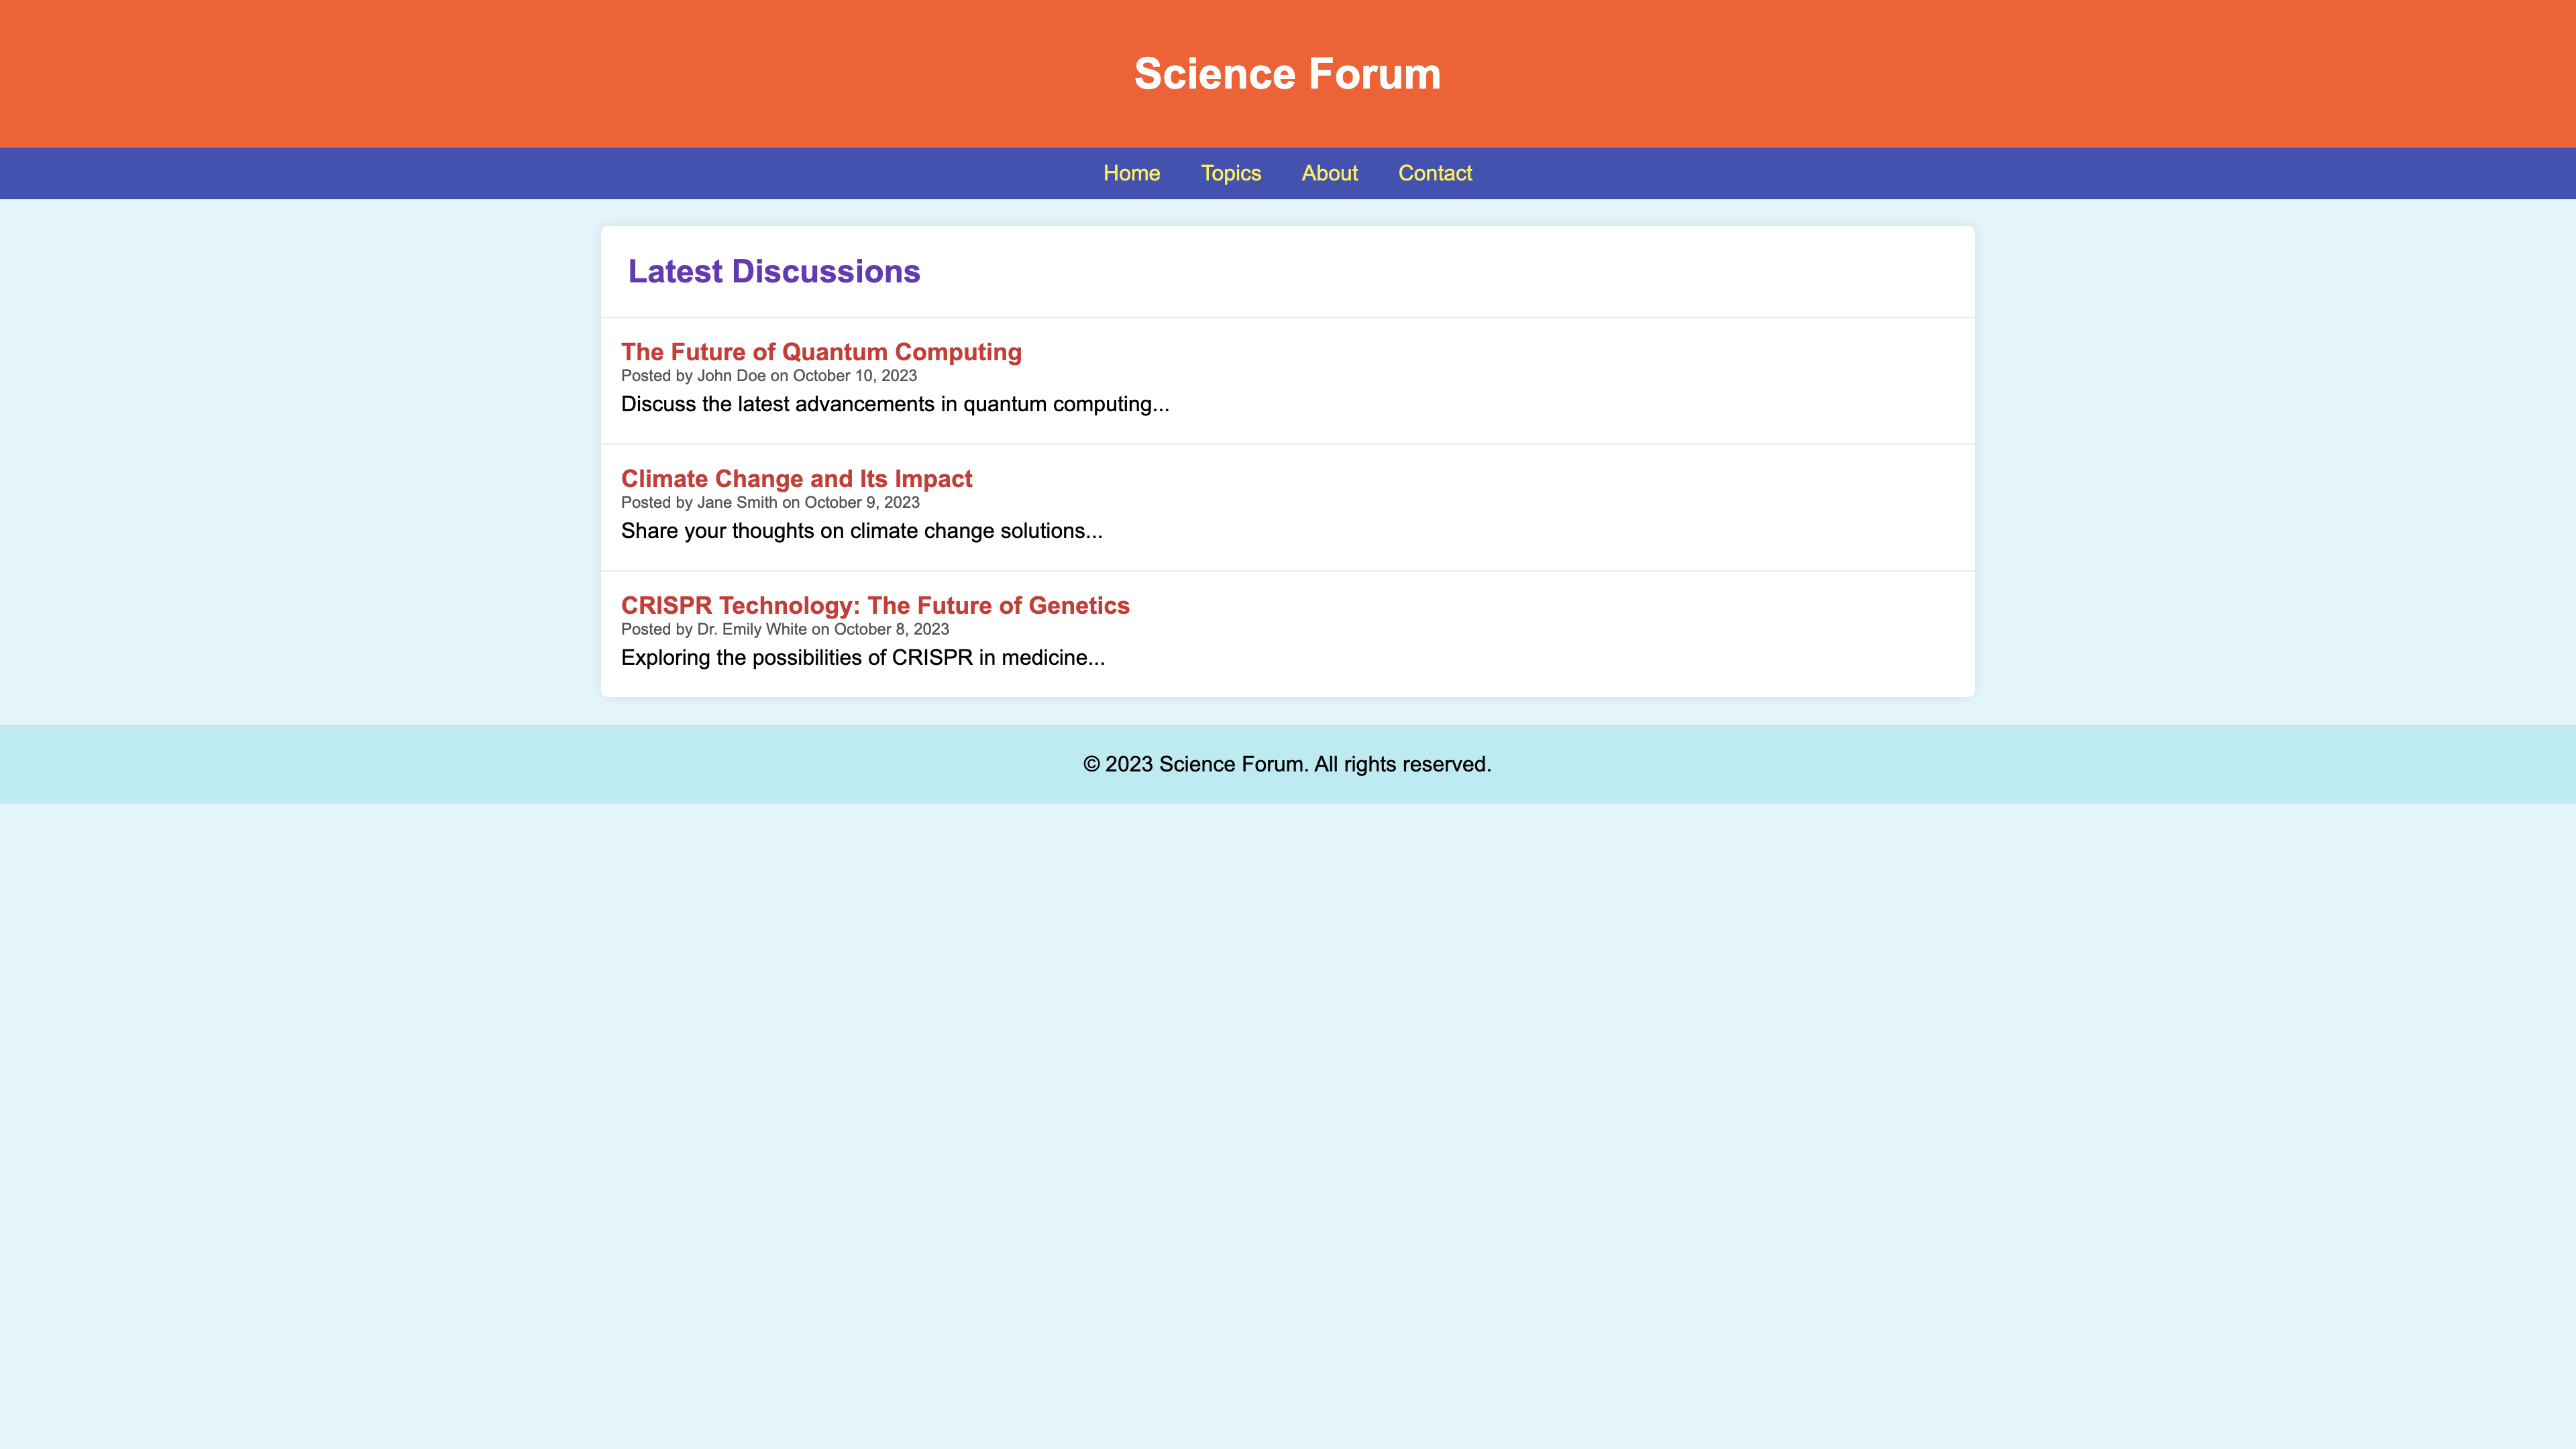 Science Forum
Home Topics About Contact
Latest Discussions
The Future of Quantum Computing
Posted by John Doe on October 10, 2023
Discuss the latest advancements in quantum computing...
Climate Change and Its Impact
Posted by Jane Smith on October 9, 2023
Share your thoughts on climate change solutions...
CRISPR Technology: The Future of Genetics
Posted by Dr. Emily White on October 8, 2023
Exploring the possibilities of CRISPR in medicine...
© 2023 Science Forum. All rights reserved.